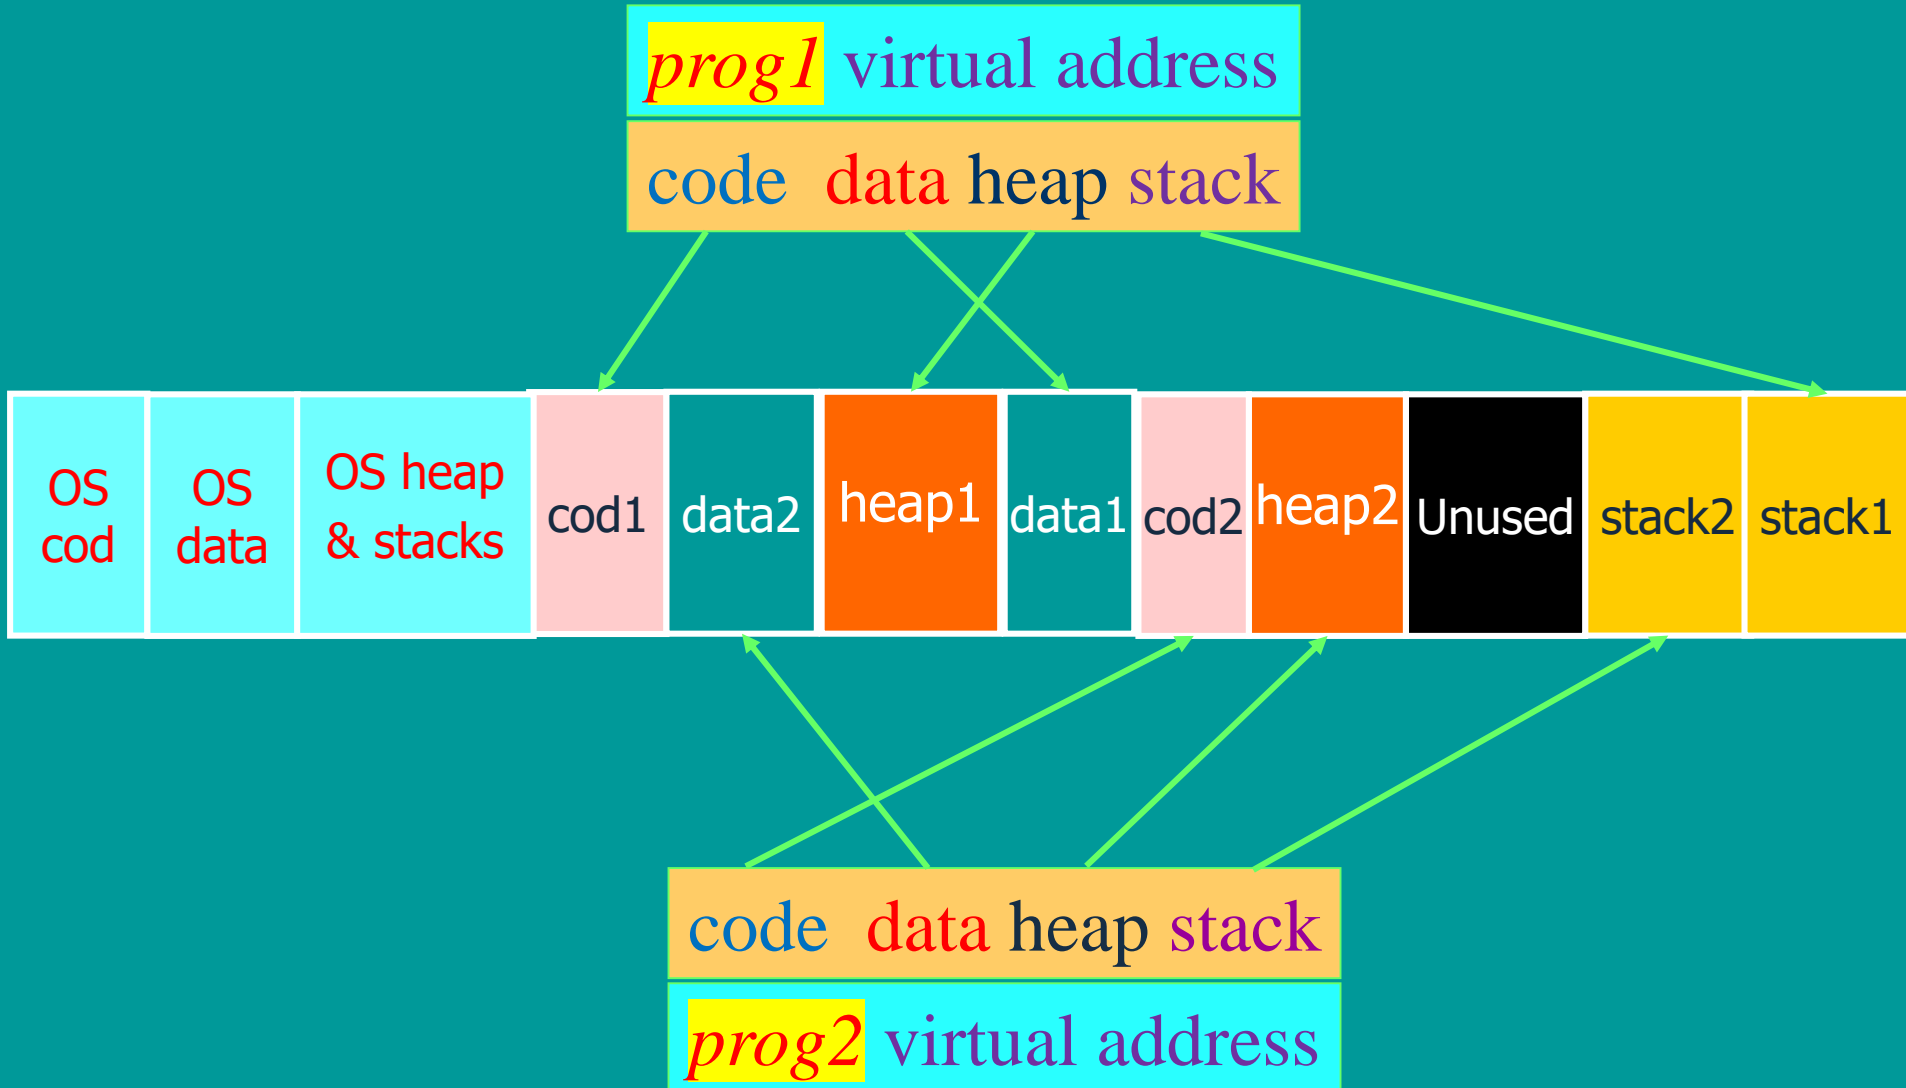 prog1 virtual address
code data heap stack
OS
cod
OS
data
OS heap
& stacks
cod1
data2
heap1
data1
cod2
heap2
Unused
stack2
stack1
code data heap stack
prog2 virtual address